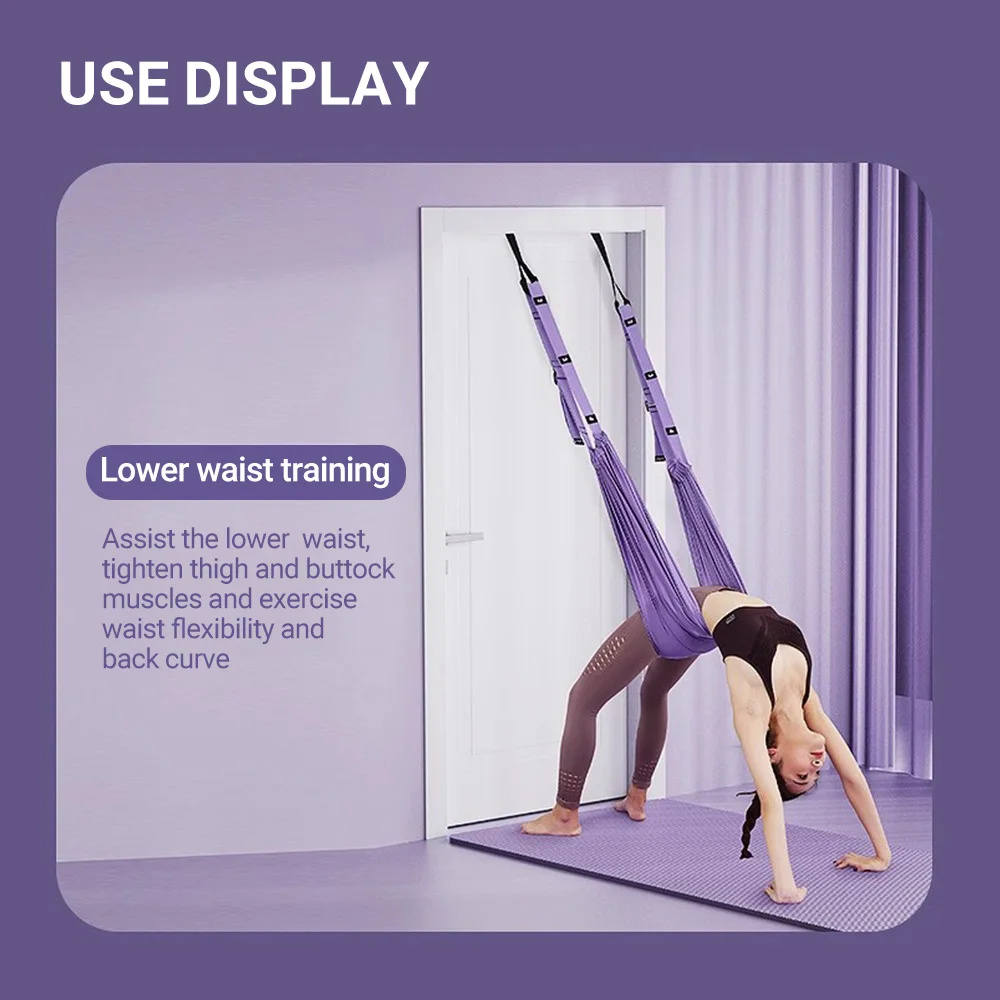 USE DISPLAY
Lower waist training
Assist the lower  waist,
tighten thigh and buttock
muscles and exercise
waist flexibility and
back curve